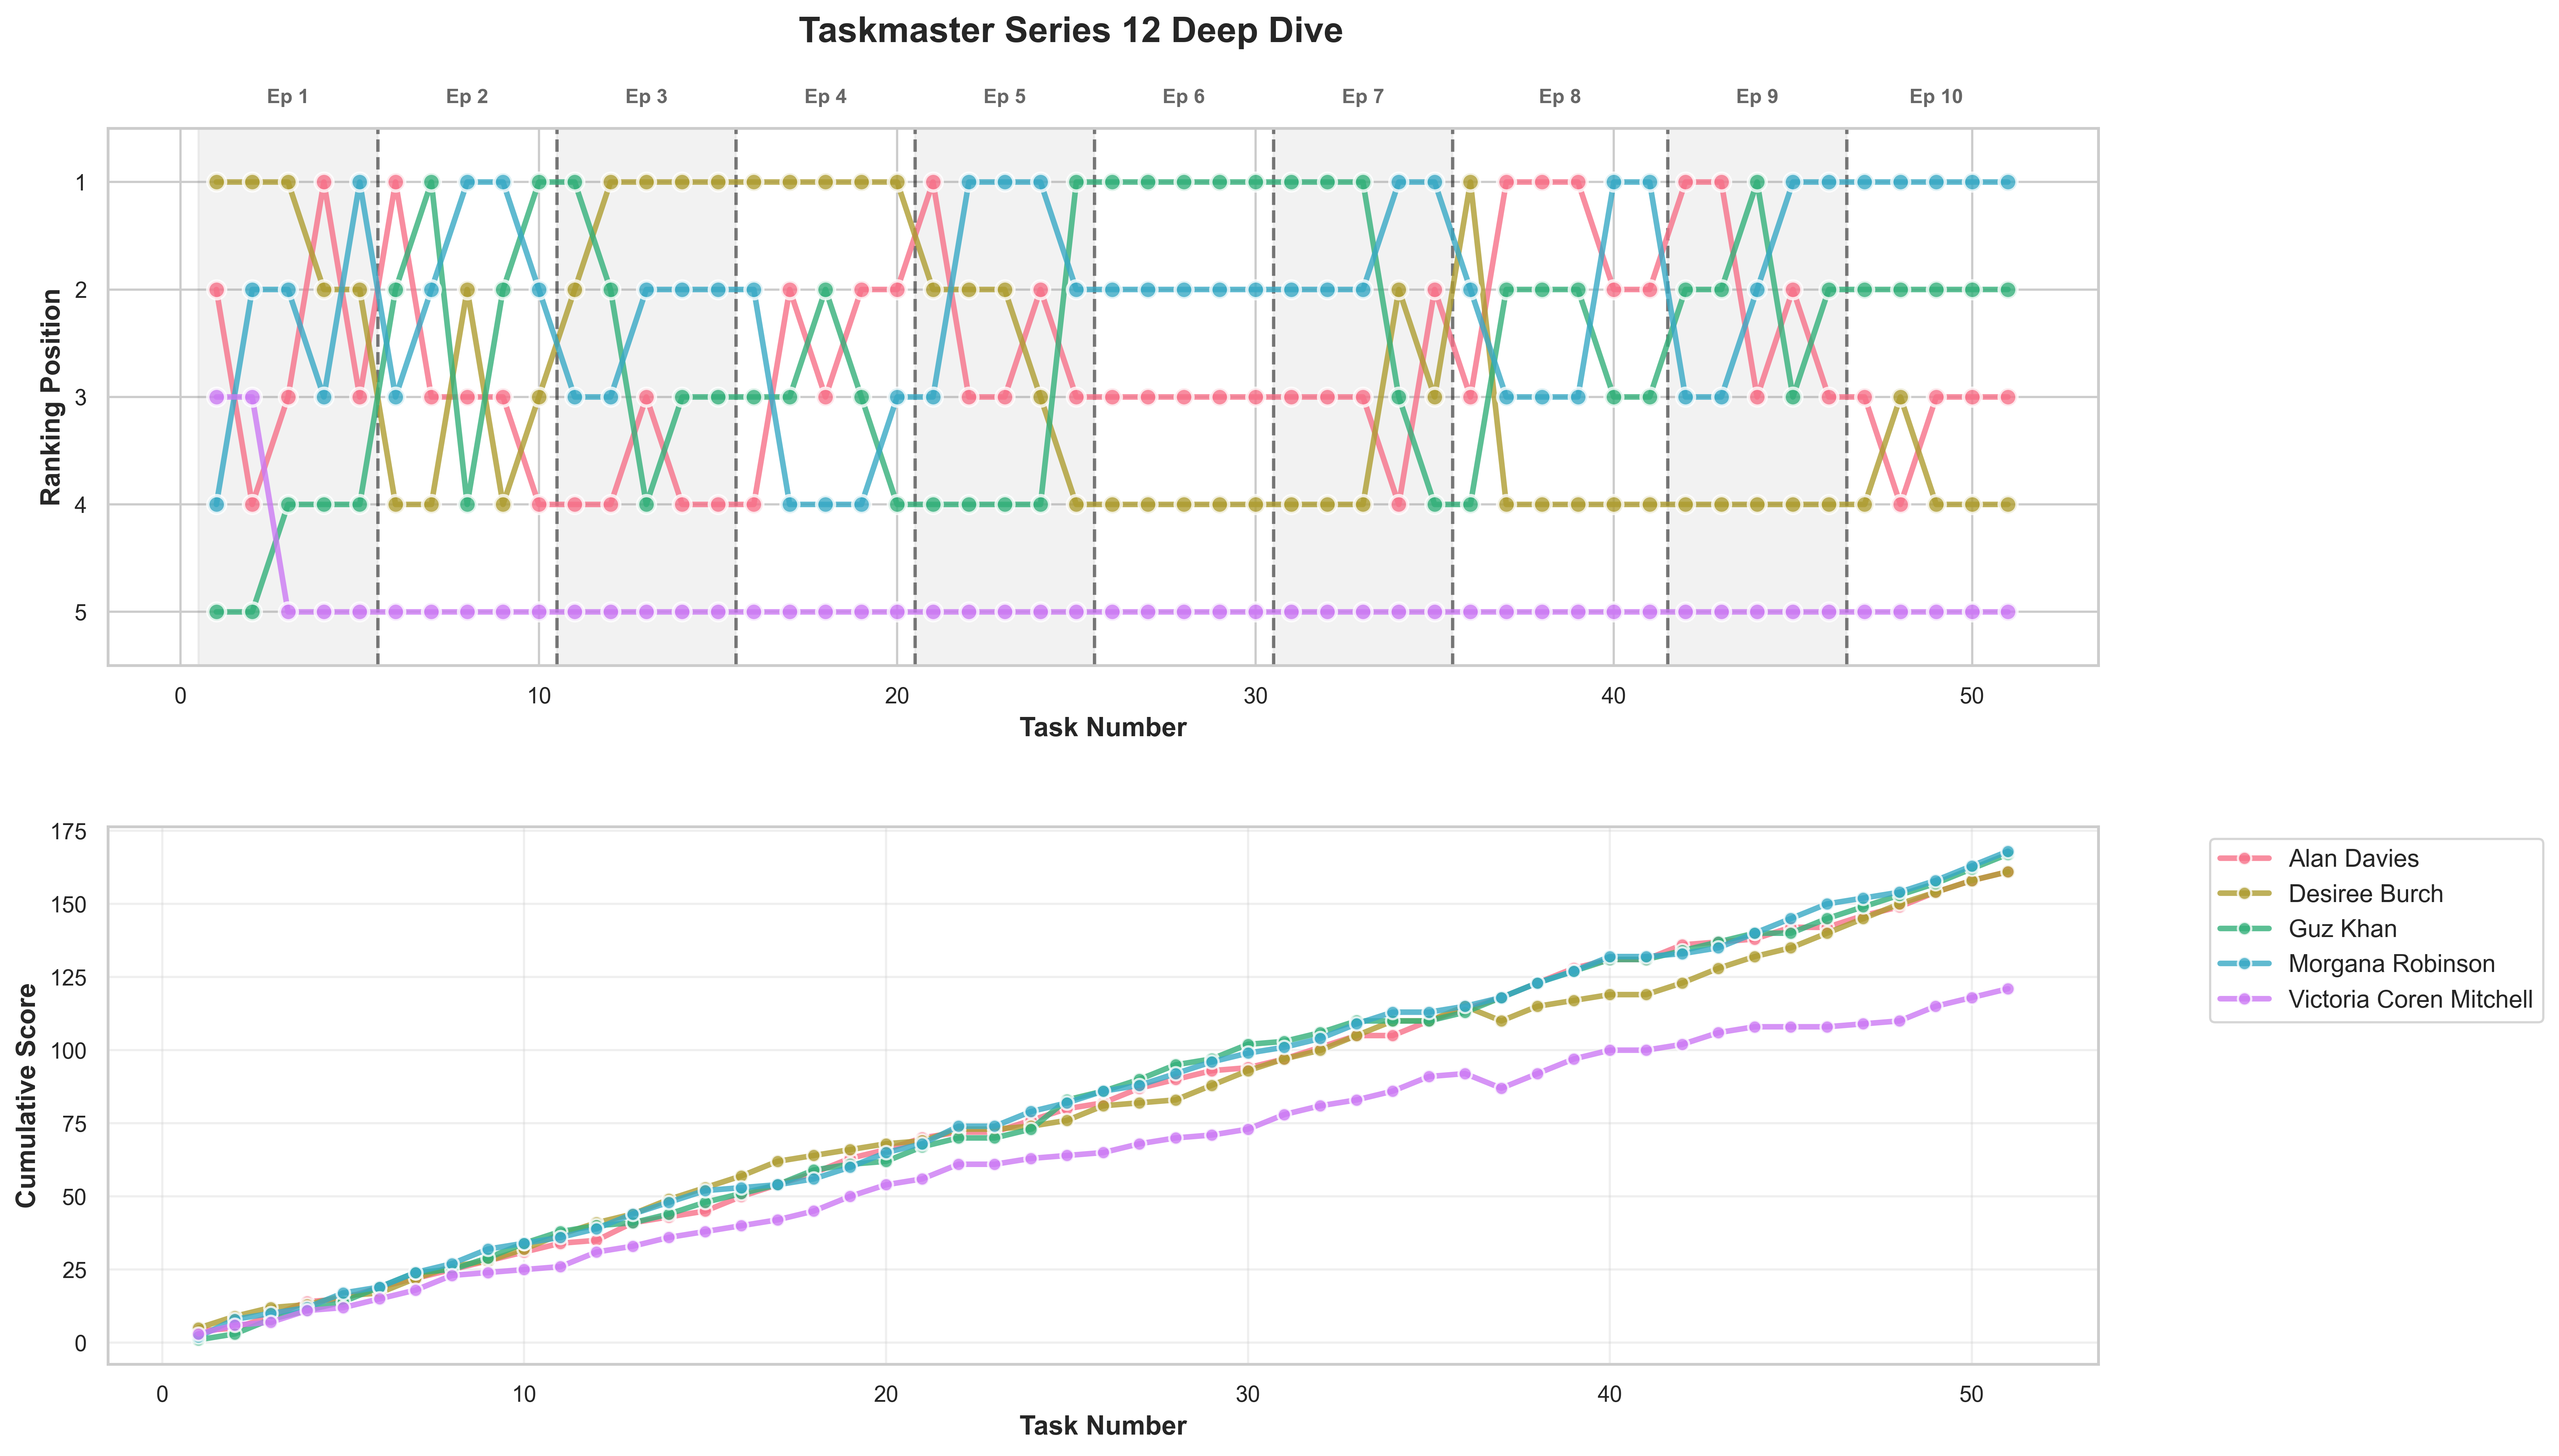 Taskmaster Series 12 Deep Dive
Ep 1 Ep 2 Ep 3 Ep 4 Ep 5 Ep 6 Ep 7 Ep 8 Ep 9 Ep 10
Ranking Position
1
2
3
4
5
0 10 20 30 40 50
Task Number
Cumulative Score
175
150
125
100
75
50
25
0
0 10 20 30 40 50
Task Number
Alan Davies
Desiree Burch
Guz Khan
Morgana Robinson
Victoria Coren Mitchell